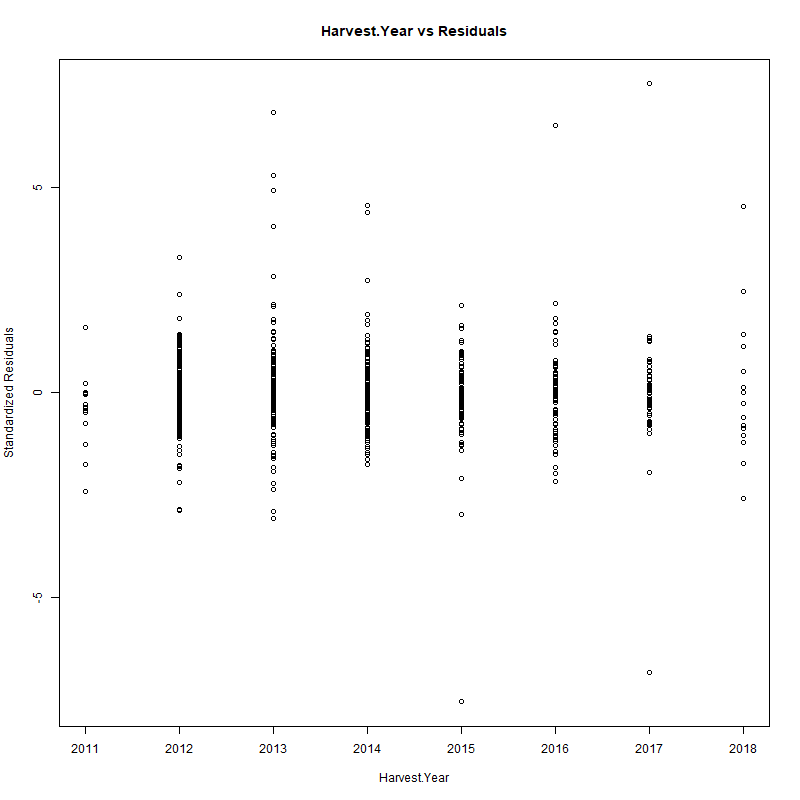 Harvest.Year vs Residuals
Standardized Residuals
5
0
-5
2011 2012 2013 2014 2015 2016 2017 2018
Harvest.Year